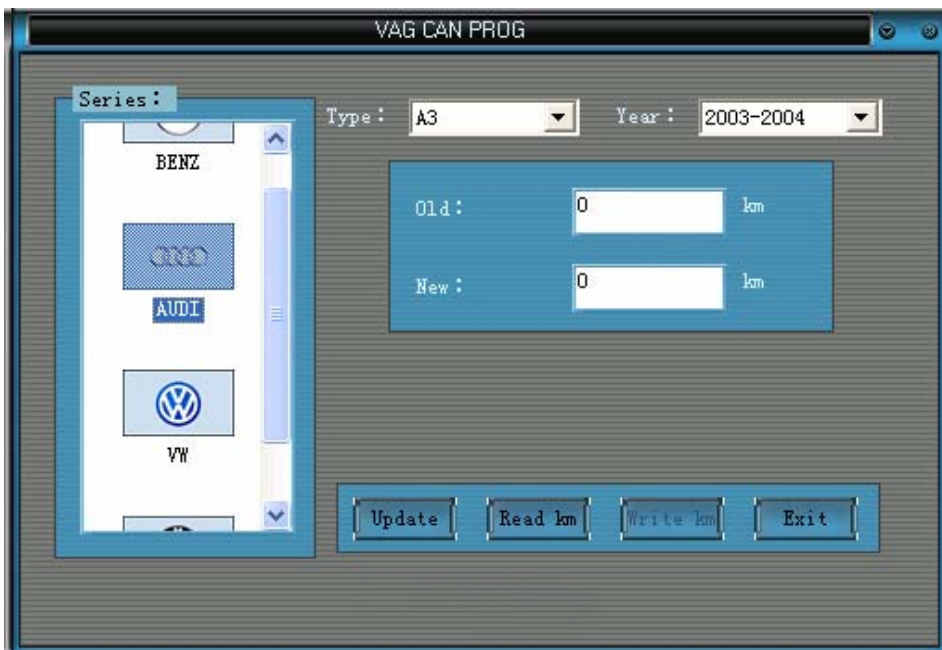 VAG CAN PROG
Series:
Type: A3 Year: 2003-2004
BENZ
AUDI
VW
Old: 0 km
New: 0 km
Update Read km Write km Exit